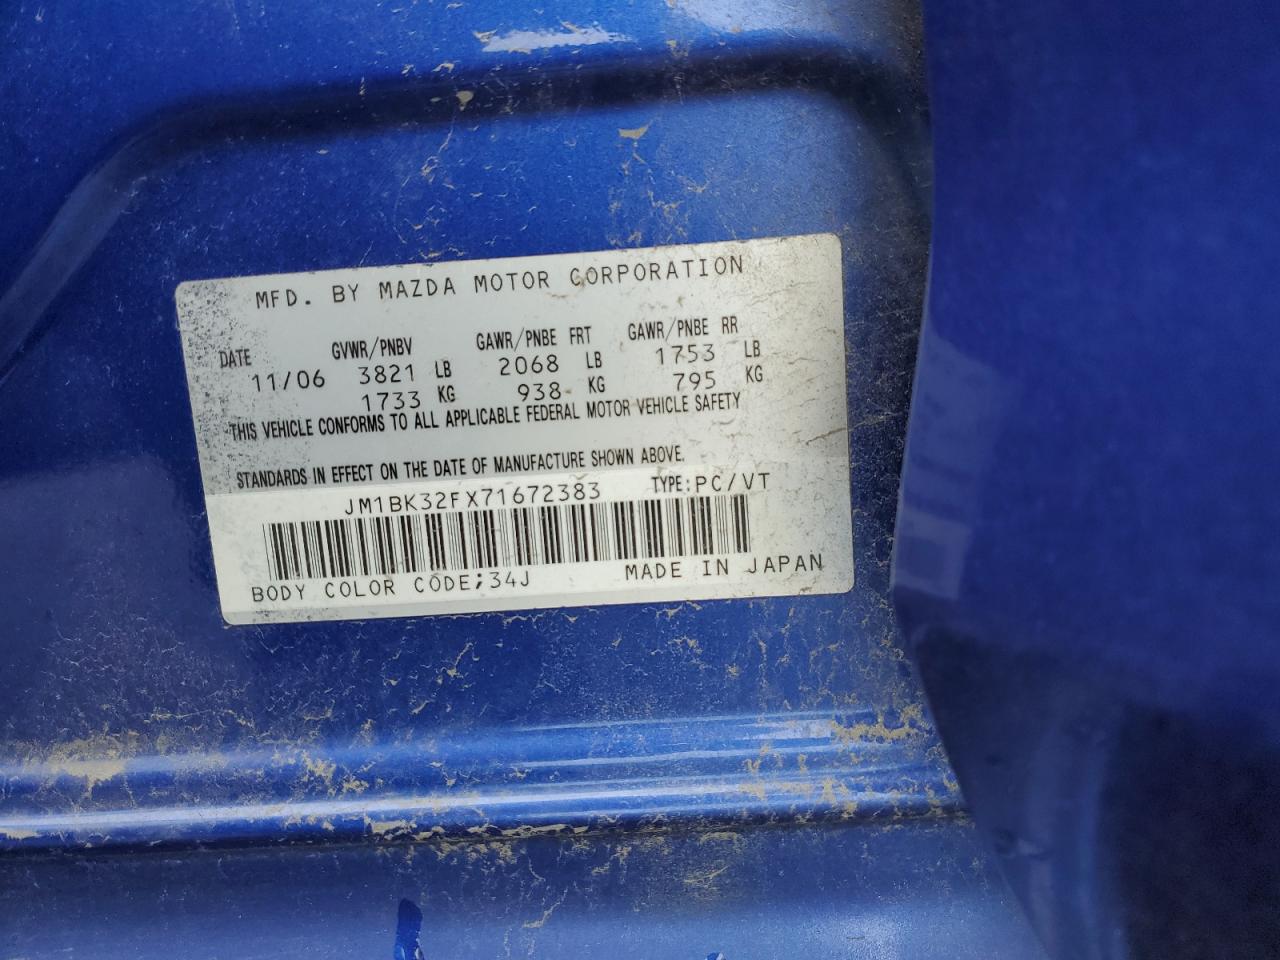 MFD. BY MAZDA MOTOR CORPORATION
DATE GVWR/PNBV GAWR/PNBE FRT GAWR/PNBE RR
11/06 3821 LB 2068 LB 1753 LB
1733 KG 938 KG 795 KG
THIS VEHICLE CONFORMS TO ALL APPLICABLE FEDERAL MOTOR VEHICLE SAFETY
STANDARDS IN EFFECT ON THE DATE OF MANUFACTURE SHOWN ABOVE.
JM1BK32FX71672383 TYPE:PC/VT
BODY COLOR CODE;34J MADE IN JAPAN